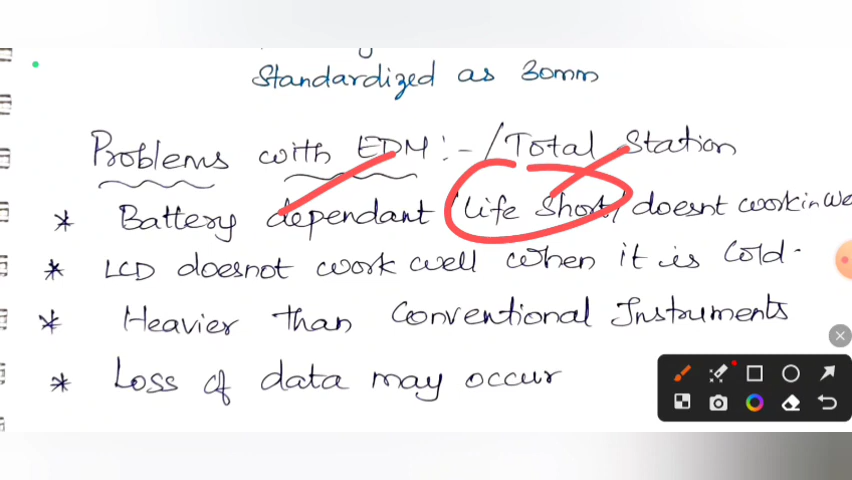 Standardized as 30mm
Problems with EDM :- / Total Station
* Battery dependant / Life Short / doesnt work in we
* LCD doesnot work well when it is Cold.
* Heavier than Conventional Instruments
* Loss of data may occur